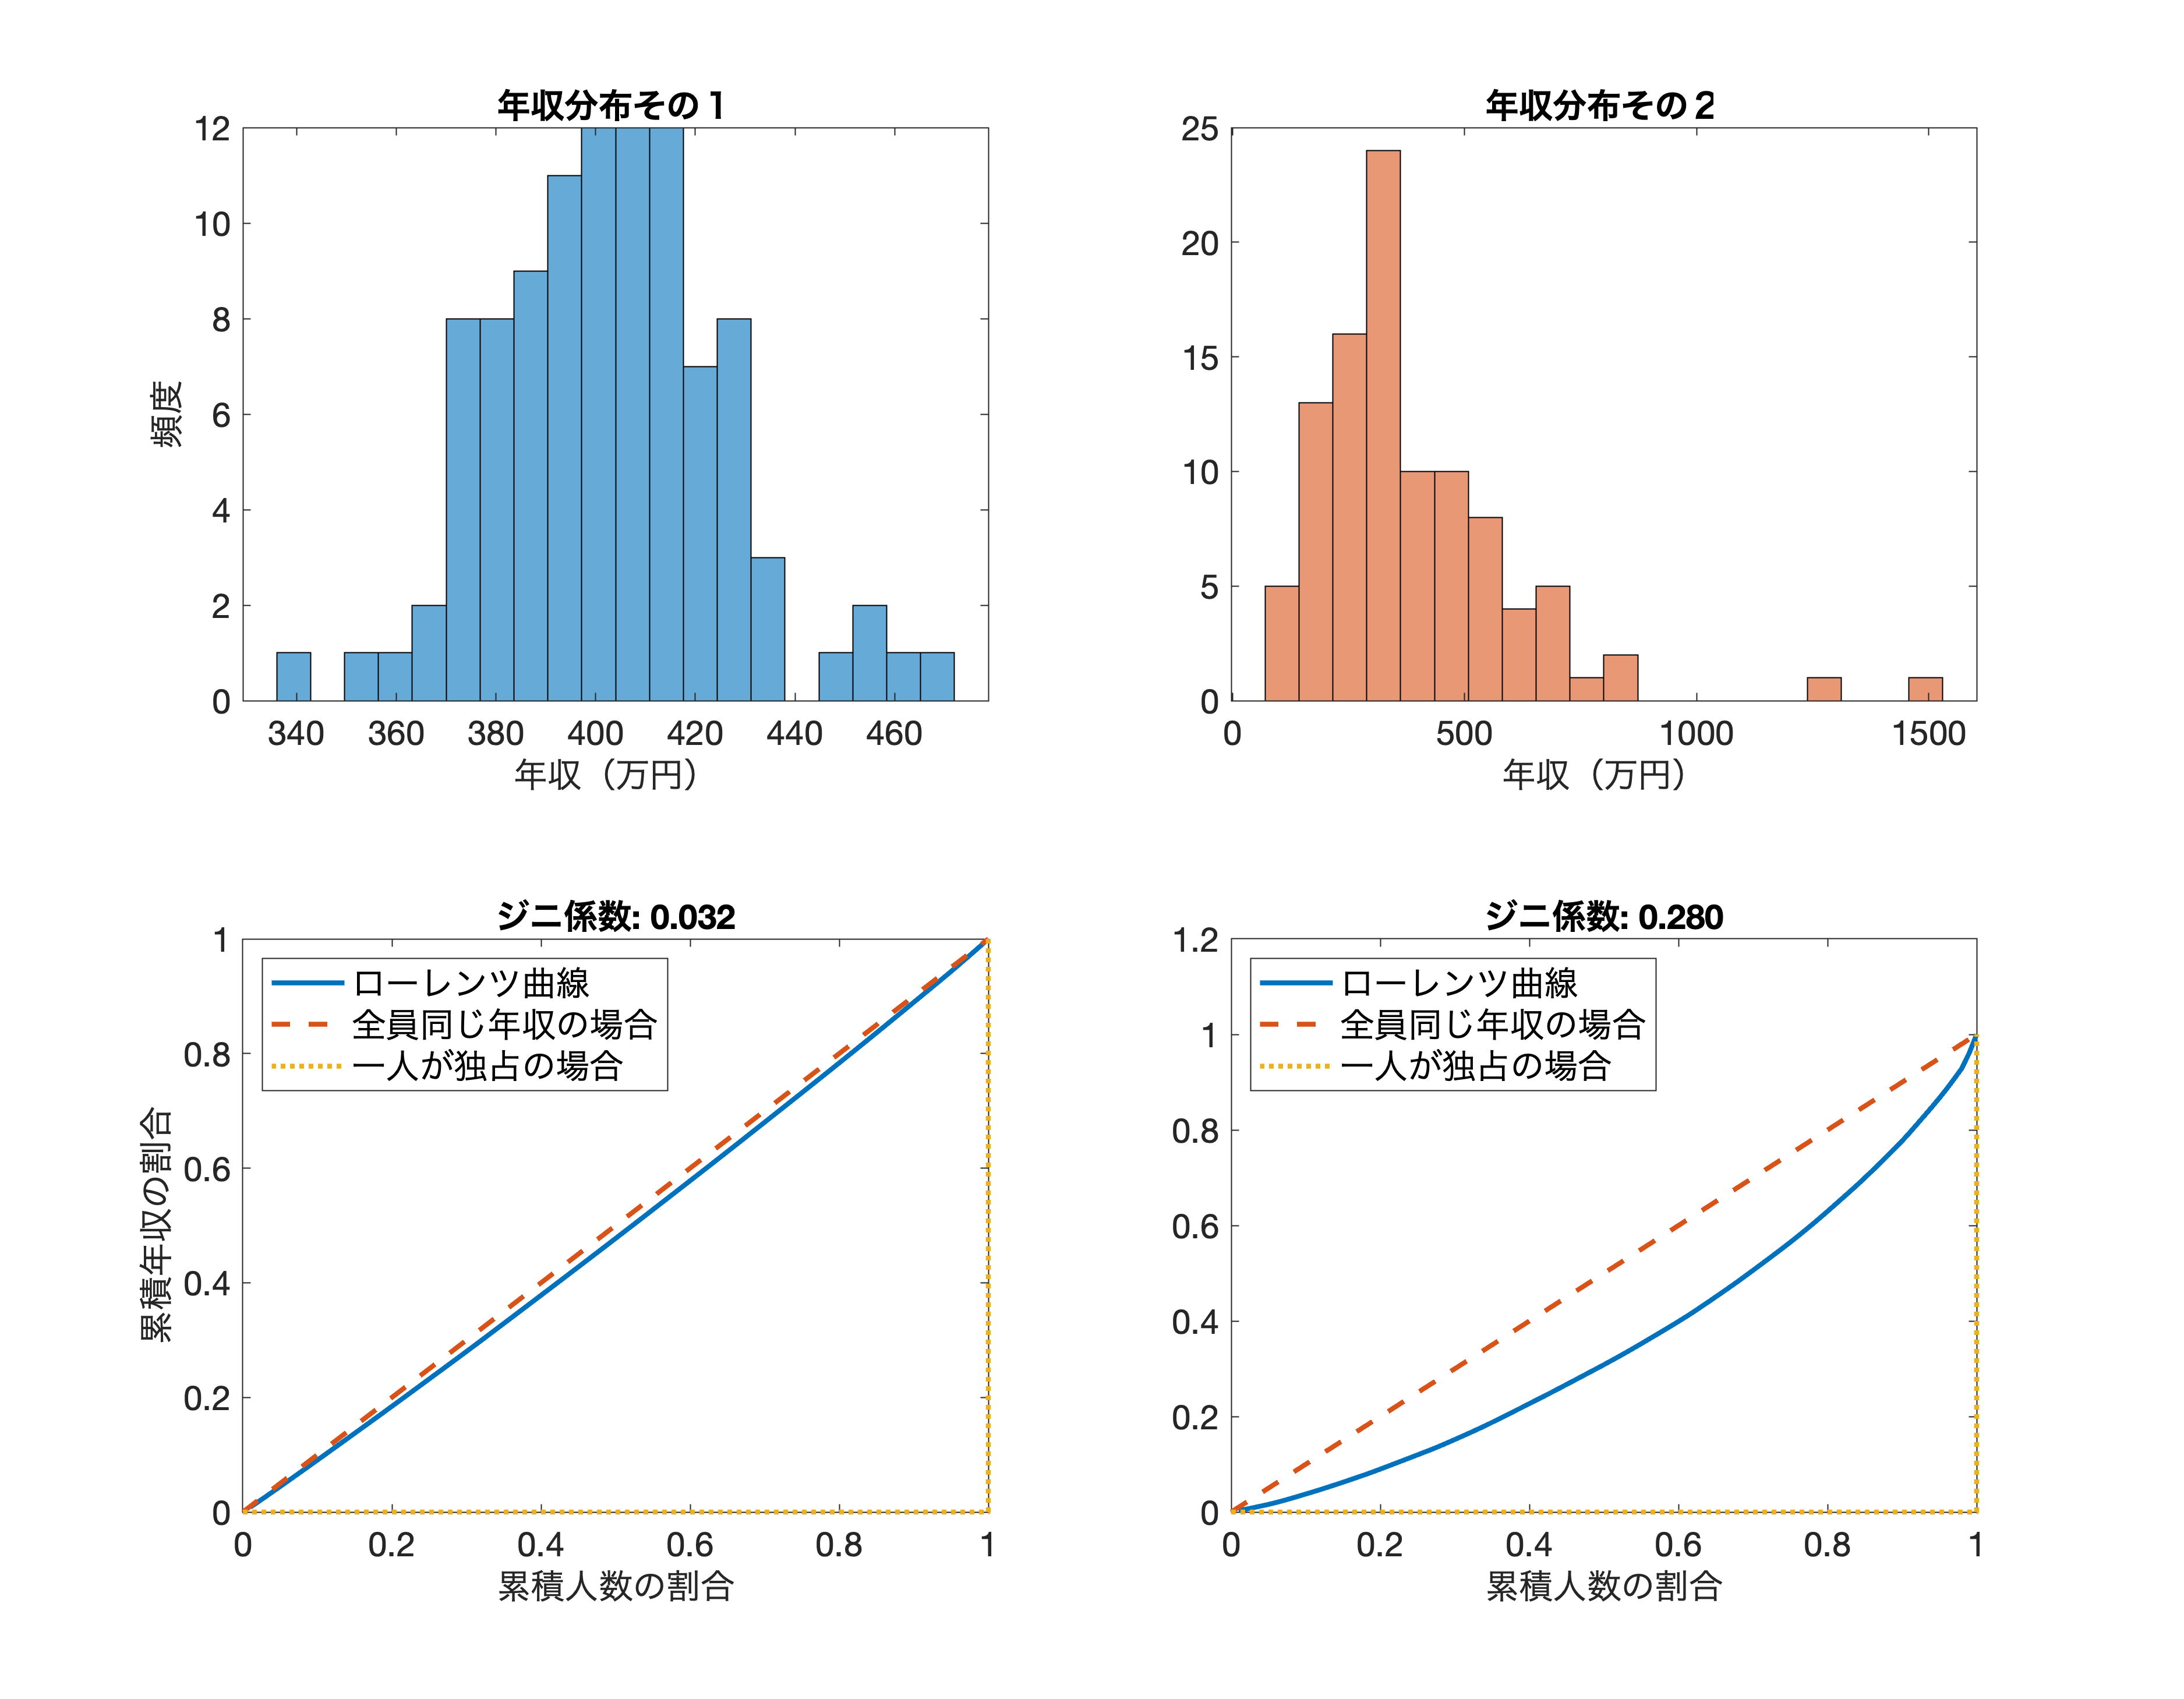 年収分布その１
12
10
8
6
4
2
0
頻度
340 360 380 400 420 440 460
年収（万円）
年収分布その２
25
20
15
10
5
0
0 500 1000 1500
年収（万円）
ジニ係数: 0.032
1
0.8
0.6
0.4
0.2
0
累積年収の割合
ローレンツ曲線
全員同じ年収の場合
一人が独占の場合
0 0.2 0.4 0.6 0.8 1
累積人数の割合
ジニ係数: 0.280
1.2
1
0.8
0.6
0.4
0.2
0
ローレンツ曲線
全員同じ年収の場合
一人が独占の場合
0 0.2 0.4 0.6 0.8 1
累積人数の割合